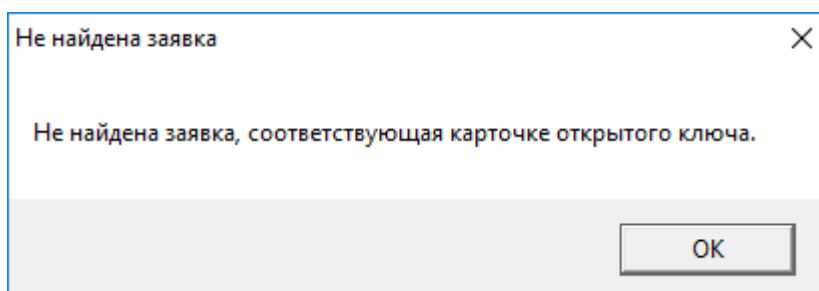 Не найдена заявка
Не найдена заявка, соответствующая карточке открытого ключа.
OK